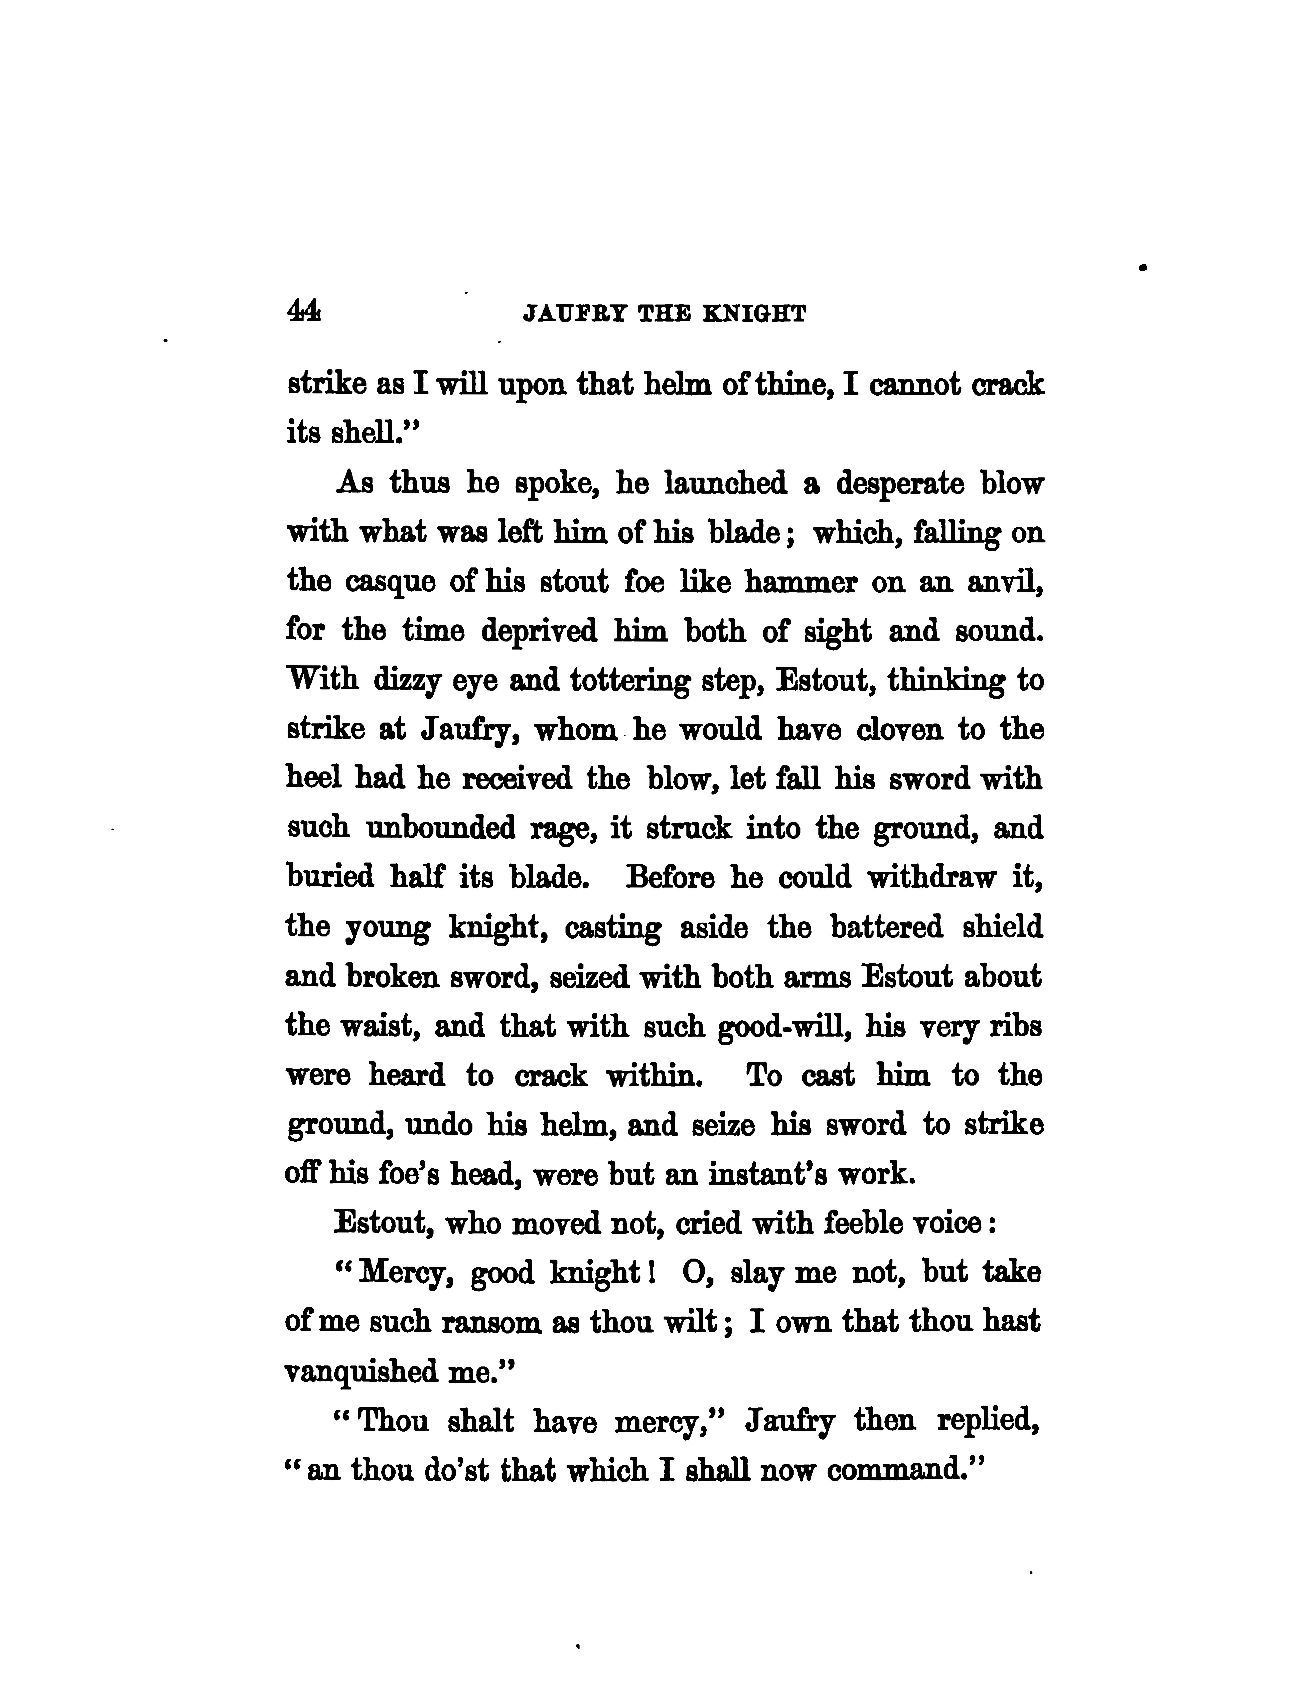 44 JAUFRY THE KNIGHT
strike as I will upon that helm of thine, I cannot crack
its shell.”
As thus he spoke, he launched a desperate blow
with what was left him of his blade; which, falling on
the casque of his stout foe like hammer on an anvil,
for the time deprived him both of sight and sound.
With dizzy eye and tottering step, Estout, thinking to
strike at Jaufry, whom he would have cloven to the
heel had he received the blow, let fall his sword with
such unbounded rage, it struck into the ground, and
buried half its blade. Before he could withdraw it,
the young knight, casting aside the battered shield
and broken sword, seized with both arms Estout about
the waist, and that with such good-will, his very ribs
were heard to crack within. To cast him to the
ground, undo his helm, and seize his sword to strike
off his foe’s head, were but an instant’s work.
Estout, who moved not, cried with feeble voice:
“Mercy, good knight! O, slay me not, but take
of me such ransom as thou wilt; I own that thou hast
vanquished me.”
“Thou shalt have mercy,” Jaufry then replied,
“an thou do’st that which I shall now command.”